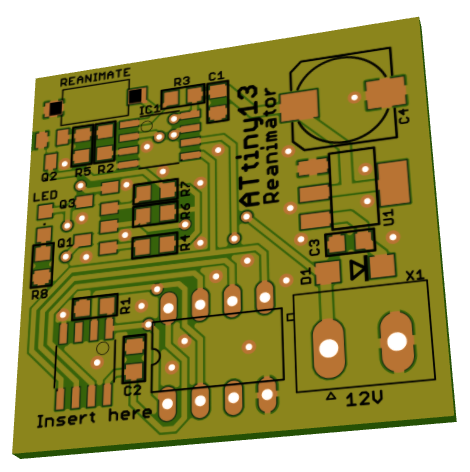 REANIMATE
R3
C1
IC1
ATtiny13
Reanimator
C4
Q2
R5
R2
LED
Q3
R7
R6
R4
U1
Q1
C3
R8
D1
X1
R1
C2
12V
Insert here